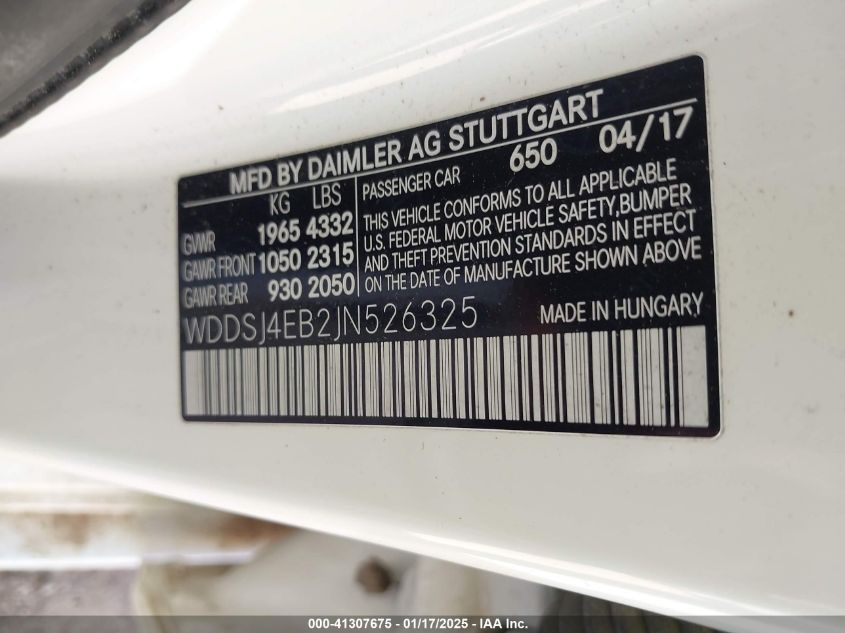 MFD BY DAIMLER AG STUTTGART
KG LBS
GVWR 1965 4332
GAWR FRONT 1050 2315
GAWR REAR 930 2050
PASSENGER CAR 650 04/17
THIS VEHICLE CONFORMS TO ALL APPLICABLE
U.S. FEDERAL MOTOR VEHICLE SAFETY, BUMPER
AND THEFT PREVENTION STANDARDS IN EFFECT
ON THE DATE OF MANUFACTURE SHOWN ABOVE
WDDSJ4EB2JN526325 MADE IN HUNGARY
000-41307675 - 01/17/2025 - IAA Inc.